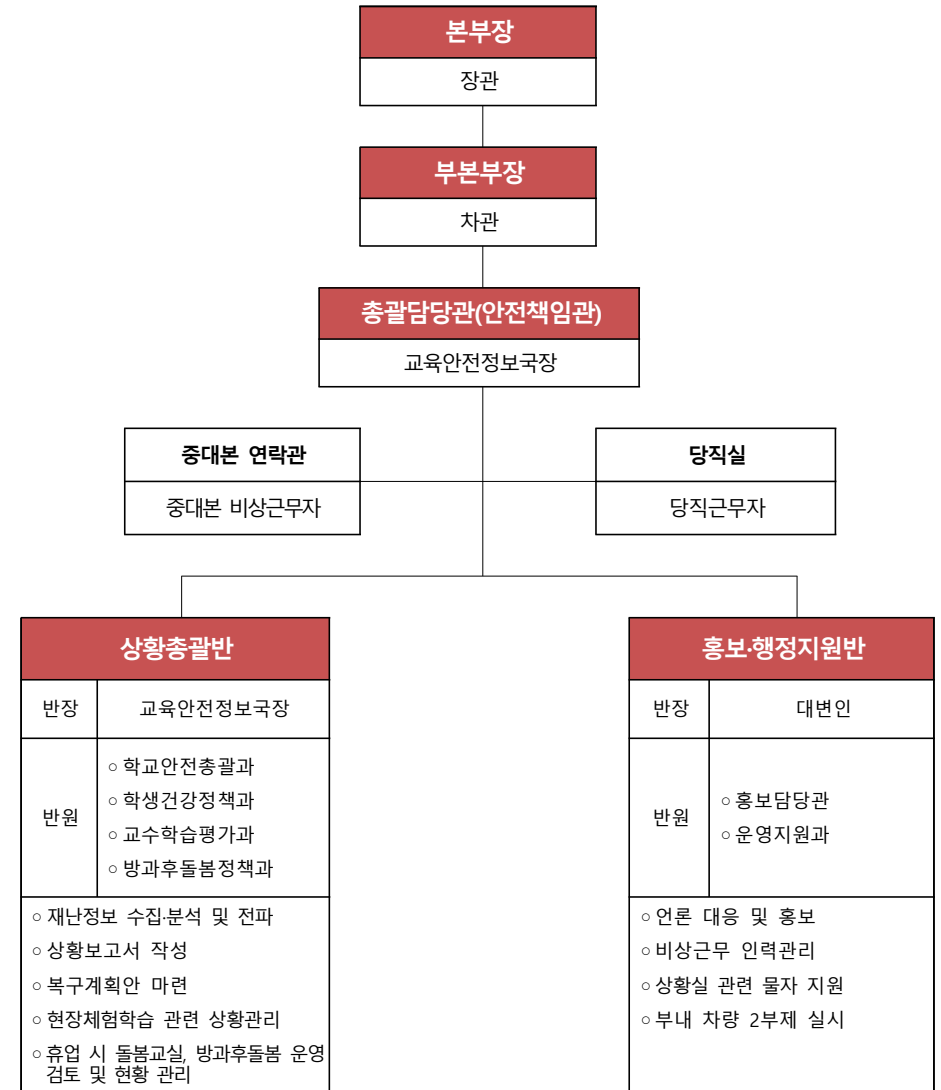 본부장
장관
부본부장
차관
총괄담당관(안전책임관)
교육안전정보국장
중대본 연락관
중대본 비상근무자
당직실
당직근무자
상황총괄반
반장
교육안전정보국장
반원
○ 학교안전총괄과
○ 학생건강정책과
○ 교수학습평가과
○ 방과후돌봄정책과
○ 재난정보 수집·분석 및 전파
○ 상황보고서 작성
○ 복구계획안 마련
○ 현장체험학습 관련 상황관리
○ 휴업 시 돌봄교실, 방과후돌봄 운영
검토 및 현황 관리
홍보·행정지원반
반장
대변인
반원
○ 홍보담당관
○ 운영지원과
○ 언론 대응 및 홍보
○ 비상근무 인력관리
○ 상황실 관련 물자 지원
○ 부내 차량 2부제 실시